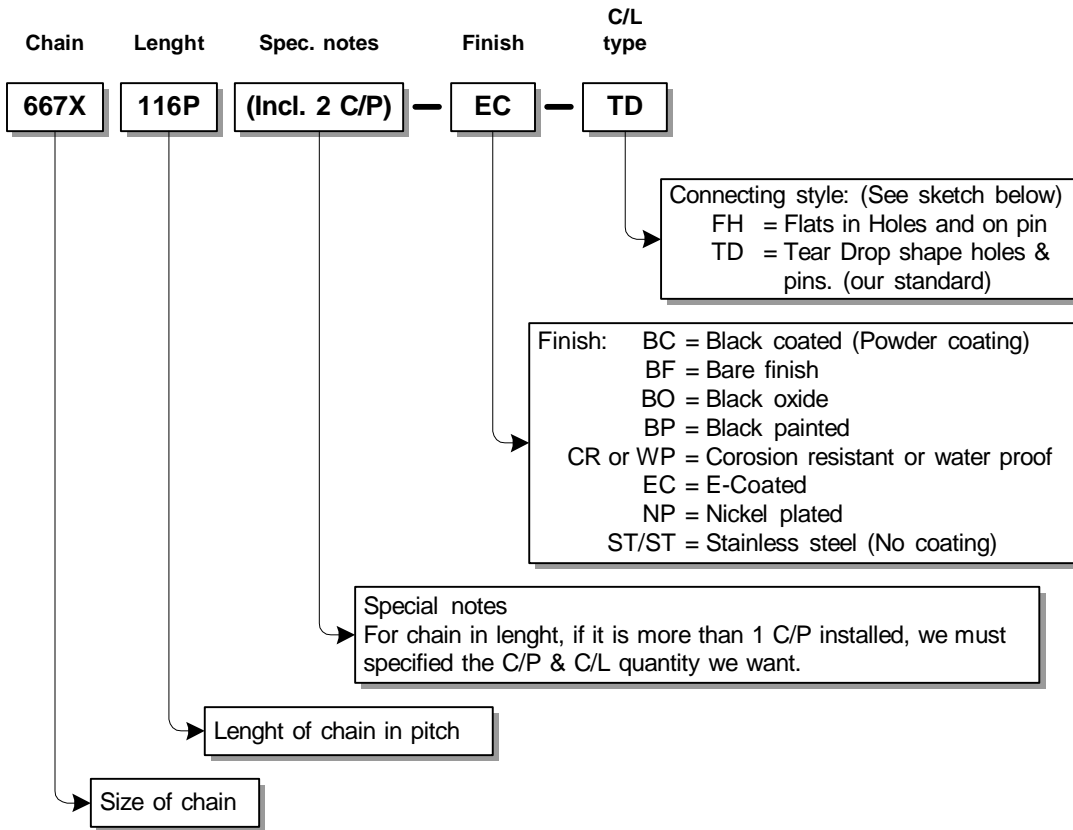 Chain Lenght Spec. notes Finish C/L type
667X 116P (Incl. 2 C/P) – EC – TD
Connecting style: (See sketch below)
FH = Flats in Holes and on pin
TD = Tear Drop shape holes &
pins. (our standard)
Finish: BC = Black coated (Powder coating)
BF = Bare finish
BO = Black oxide
BP = Black painted
CR or WP = Corosion resistant or water proof
EC = E-Coated
NP = Nickel plated
ST/ST = Stainless steel (No coating)
Special notes
For chain in lenght, if it is more than 1 C/P installed, we must
specified the C/P & C/L quantity we want.
Lenght of chain in pitch
Size of chain